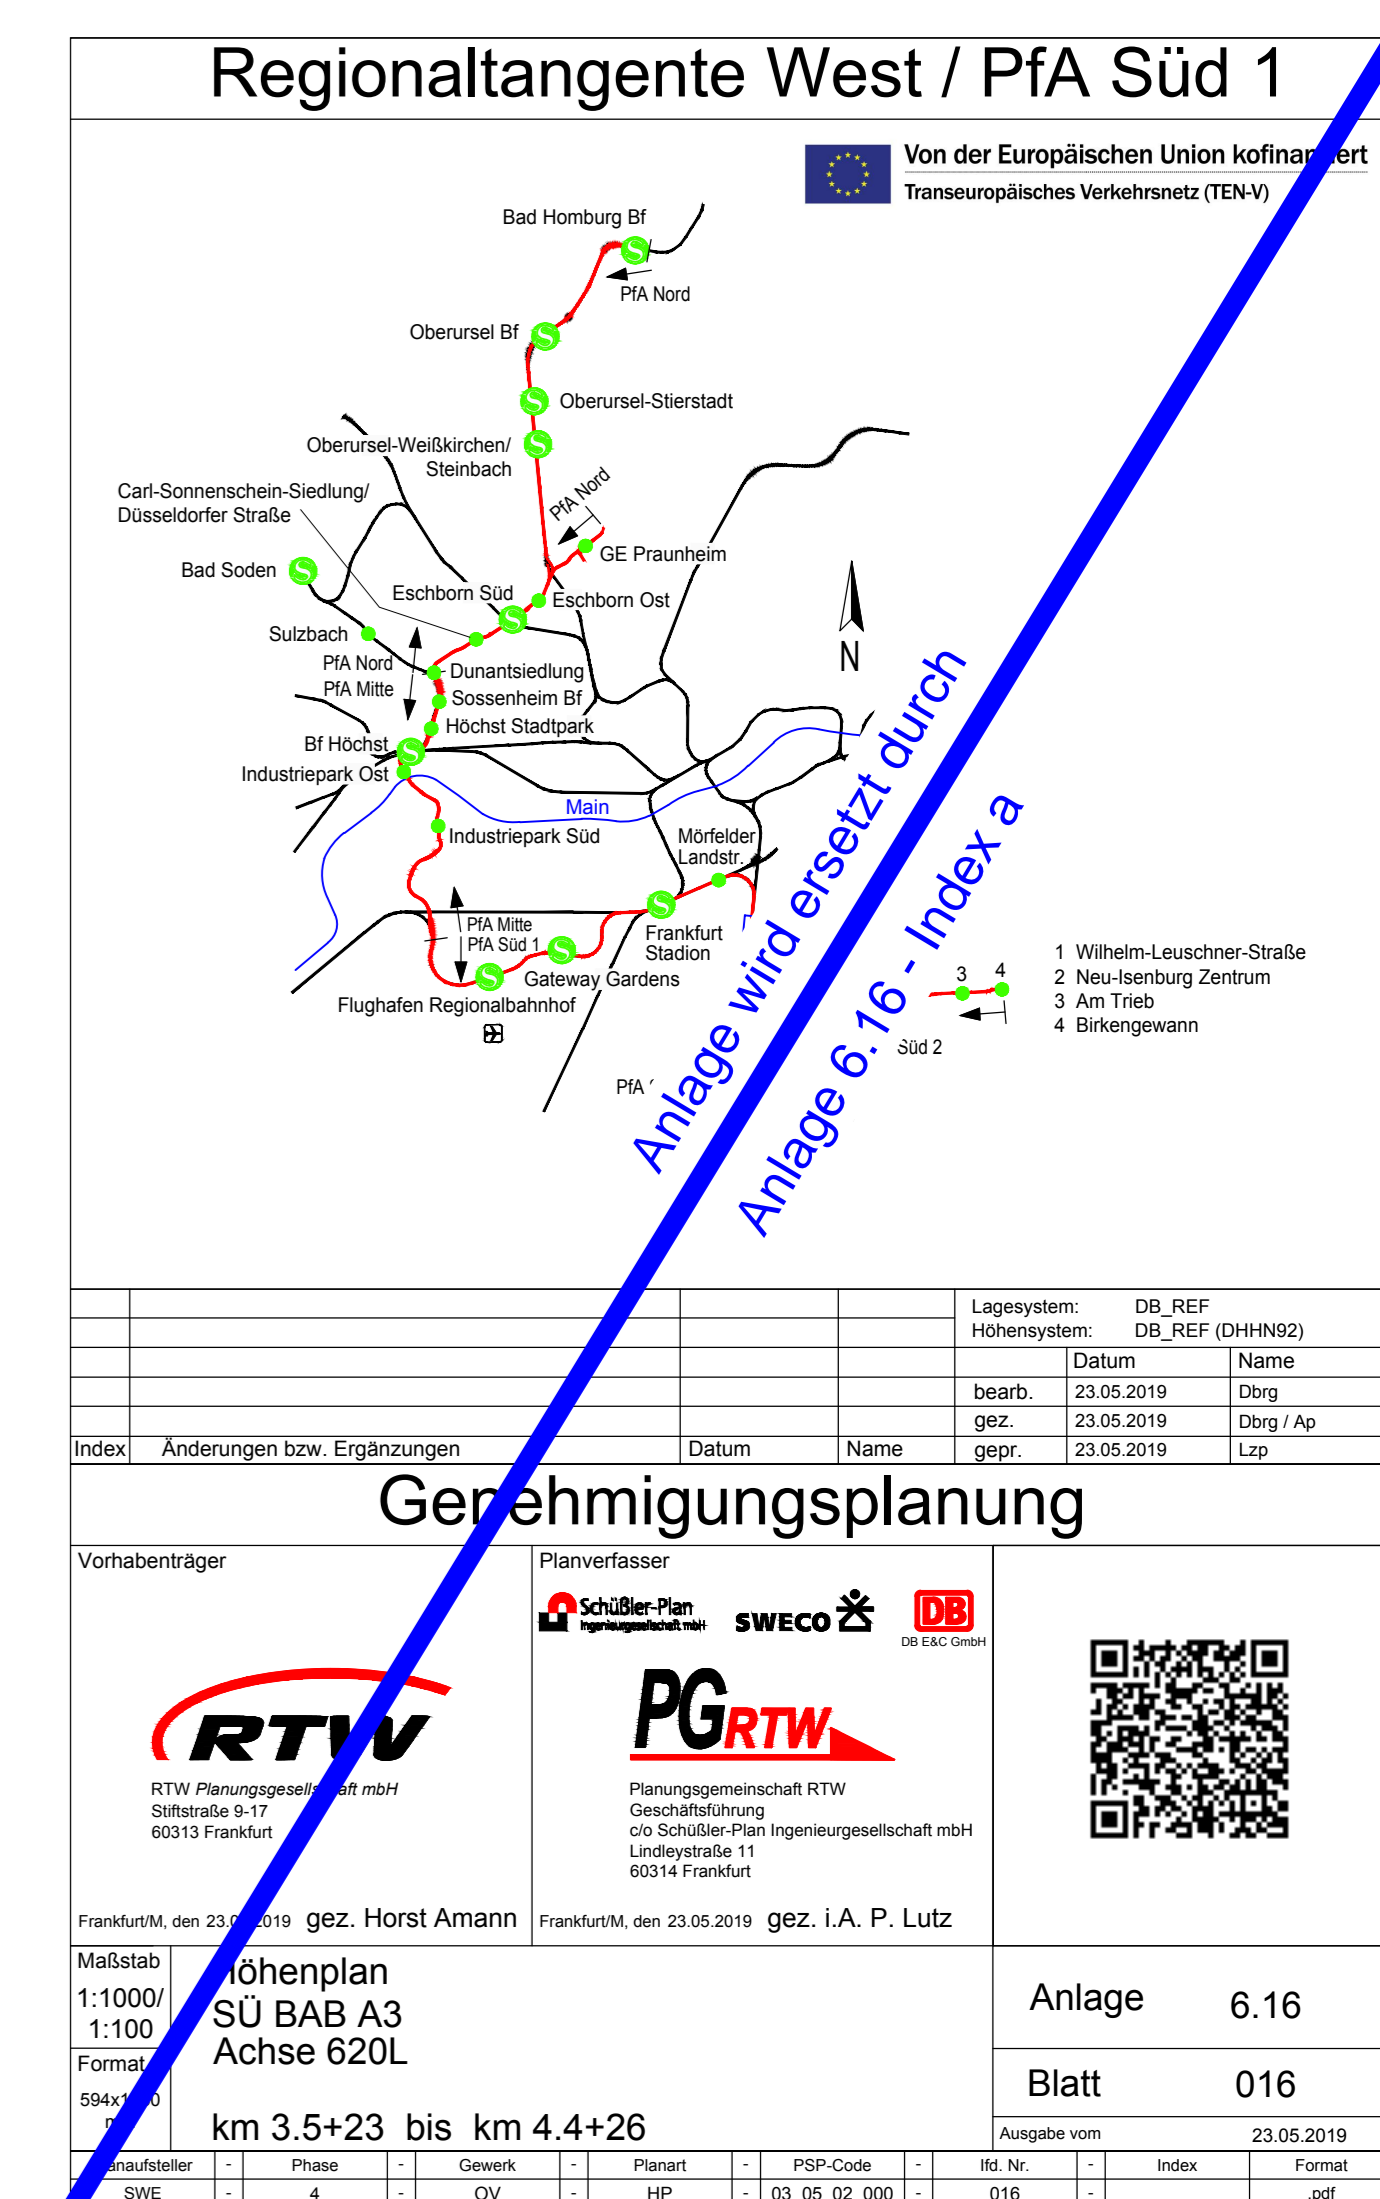 Regionaltangente West / PfA Süd 1
Von der Europäischen Union kofinanziert
Transeuropäisches Verkehrsnetz (TEN-V)
Bad Homburg Bf
PfA Nord
Oberursel Bf
Oberursel-Stierstadt
Oberursel-Weißkirchen/
Steinbach
Carl-Sonnenschein-Siedlung/
Düsseldorfer Straße
PfA Nord
GE Praunheim
Bad Soden
Eschborn Süd
Eschborn Ost
Sulzbach
PfA Nord
PfA Mitte
Dunantsiedlung
Sossenheim Bf
Höchst Stadtpark
Bf Höchst
Industriepark Ost
N
Main
Industriepark Süd
Mörfelder
Landstr.
PfA Mitte
PfA Süd 1
Frankfurt
Stadion
Gateway Gardens
Flughafen Regionalbahnhof
3 4
Süd 2
PfA
1 Wilhelm-Leuschner-Straße
2 Neu-Isenburg Zentrum
3 Am Trieb
4 Birkengewann
Anlage wird ersetzt durch
Anlage 6.16 - Index a
Lagesystem: DB_REF
Höhensystem: DB_REF (DHHN92)
Datum Name
bearb. 23.05.2019 Dbrg
gez. 23.05.2019 Dbrg / Ap
Index Änderungen bzw. Ergänzungen Datum Name gepr. 23.05.2019 Lzp
Genehmigungsplanung
Vorhabenträger
Planverfasser
Schüßler-Plan
Ingenieurgesellschaft mbH
SWECO
DB
DB E&C GmbH
RTW
PG RTW
RTW Planungsgesellschaft mbH
Stiftstraße 9-17
60313 Frankfurt
Planungsgemeinschaft RTW
Geschäftsführung
c/o Schüßler-Plan Ingenieurgesellschaft mbH
Lindleystraße 11
60314 Frankfurt
Frankfurt/M, den 23.05.2019 gez. Horst Amann
Frankfurt/M, den 23.05.2019 gez. i.A. P. Lutz
Maßstab
1:1000/
1:100
Höhenplan
SÜ BAB A3
Achse 620L
km 3.5+23 bis km 4.4+26
Format
Anlage 6.16
Blatt 016
Ausgabe vom 23.05.2019
Planaufsteller - Phase - Gewerk - Planart - PSP-Code - lfd. Nr. - Index Format
SWE - 4 - OV - HP - 03_05_02_000 - 016 - .pdf